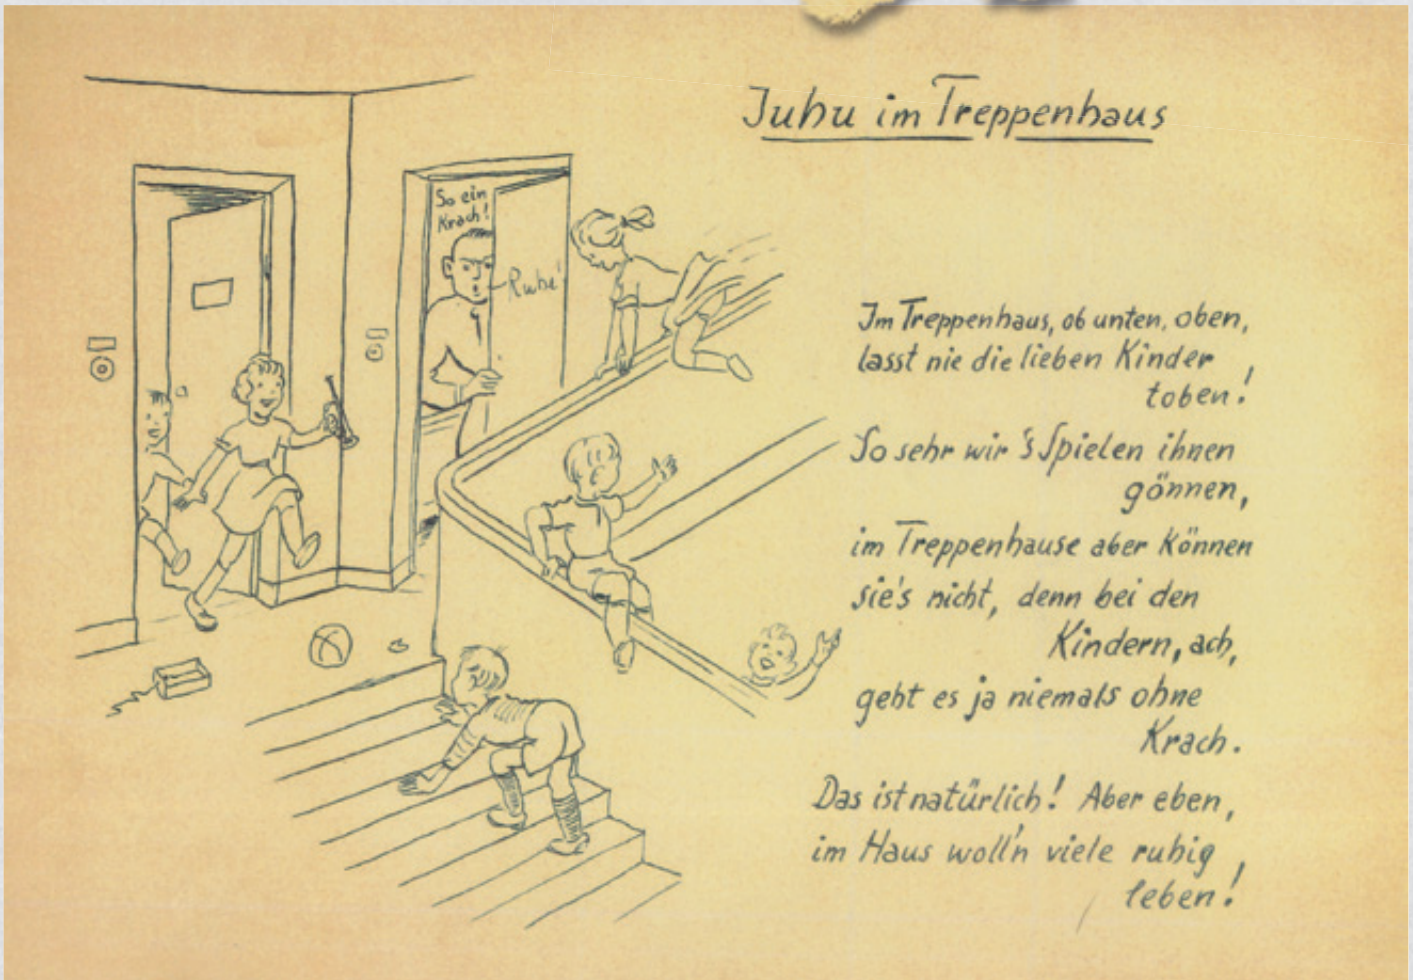 Juhu im Treppenhaus
So ein
Krach!
Ruhe!
Im Treppenhaus, ob unten, oben,
lasst nie die lieben Kinder
toben!
So sehr wir 's Spielen ihnen
gönnen,
im Treppenhause aber können
sie's nicht, denn bei den
Kindern, ach,
geht es ja niemals ohne
Krach.
Das ist natürlich! Aber eben,
im Haus woll'n viele ruhig
leben!